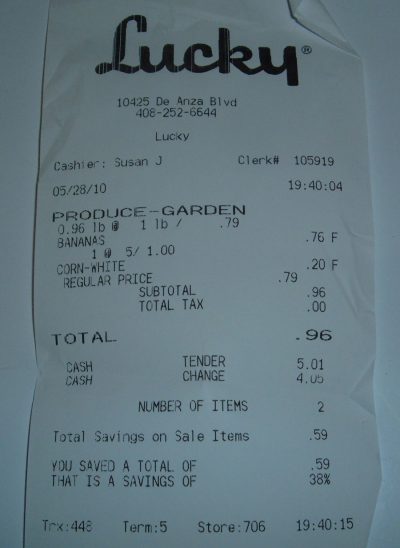 Lucky®
10425 De Anza Blvd
408-252-6644
Lucky
Cashier: Susan J Clerk# 105919
05/28/10 19:40:04
PRODUCE-GARDEN
0.96 lb @ 1 lb / .79
BANANAS .76 F
1 @ 5/ 1.00
CORN-WHITE .20 F
REGULAR PRICE .79
SUBTOTAL .96
TOTAL TAX .00
TOTAL .96
CASH TENDER 5.01
CASH CHANGE 4.05
NUMBER OF ITEMS 2
Total Savings on Sale Items .59
YOU SAVED A TOTAL OF .59
THAT IS A SAVINGS OF 38%
Trx:448 Term:5 Store:706 19:40:15